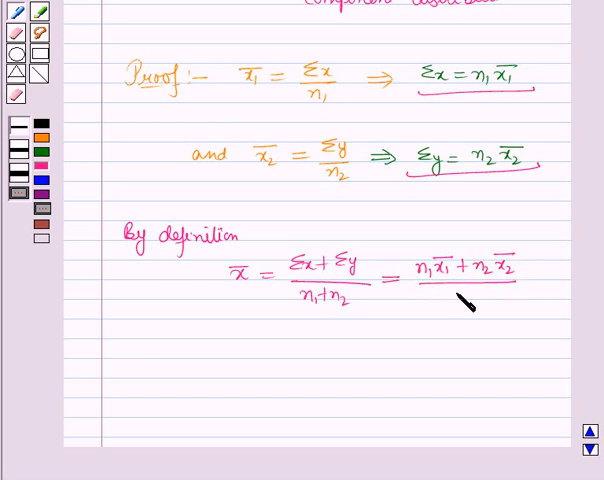 component
Proof:- x̄₁ = Σx/n₁ ⇒ Σx = n₁x̄₁
and x̄₂ = Σy/n₂ ⇒ Σy = n₂x̄₂
By definition
x̄ = (Σx + Σy)/(n₁+n₂) = n₁x̄₁ + n₂x̄₂